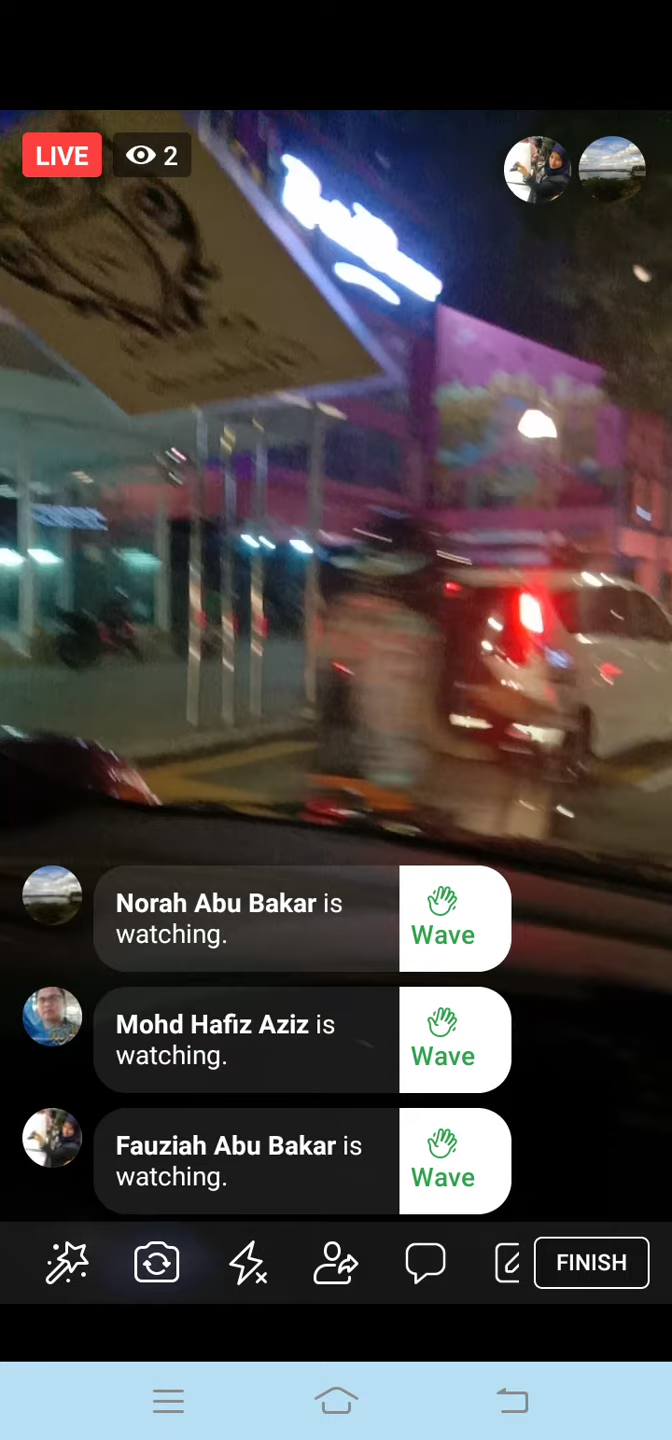 LIVE
2
Norah Abu Bakar is
watching.
Wave
Mohd Hafiz Aziz is
watching.
Wave
Fauziah Abu Bakar is
watching.
Wave
FINISH